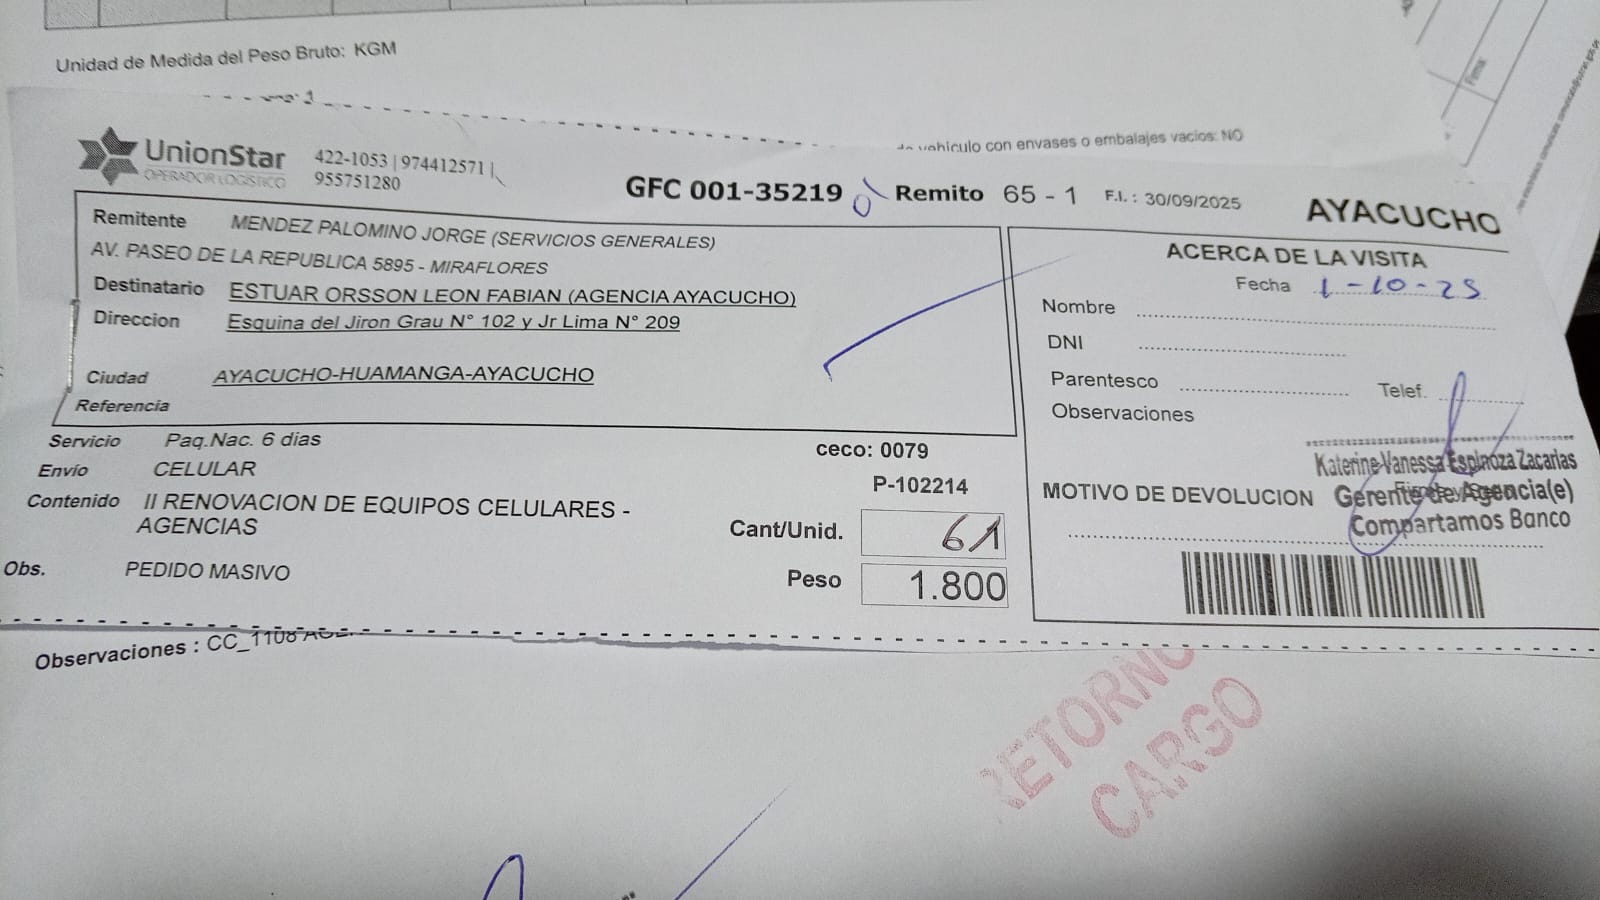 Unidad de Medida del Peso Bruto: KGM
vehiculo con envases o embalajes vacios: NO
Firma
UnionStar
OPERADOR LOGISTICO
422-1053 | 974412571 |
955751280
GFC 001-35219
Remito 65 - 1
F.I. : 30/09/2025
AYACUCHO
Remitente MENDEZ PALOMINO JORGE (SERVICIOS GENERALES)
AV. PASEO DE LA REPUBLICA 5895 - MIRAFLORES
Destinatario ESTUAR ORSSON LEON FABIAN (AGENCIA AYACUCHO)
Direccion Esquina del Jiron Grau N° 102 y Jr Lima N° 209
Ciudad AYACUCHO-HUAMANGA-AYACUCHO
Referencia
Servicio Paq.Nac. 6 dias
Envío CELULAR
Contenido II RENOVACION DE EQUIPOS CELULARES -
AGENCIAS
Obs. PEDIDO MASIVO
ceco: 0079
P-102214
Cant/Unid. 61
Peso 1.800
ACERCA DE LA VISITA
Fecha 1-10-25
Nombre
DNI
Parentesco Telef.
Observaciones
Katerine Vanessa Espinoza Zacarias
MOTIVO DE DEVOLUCION Gerente de Agencia(e)
Compartamos Banco
Observaciones : CC_1108
RETORNO
CARGO